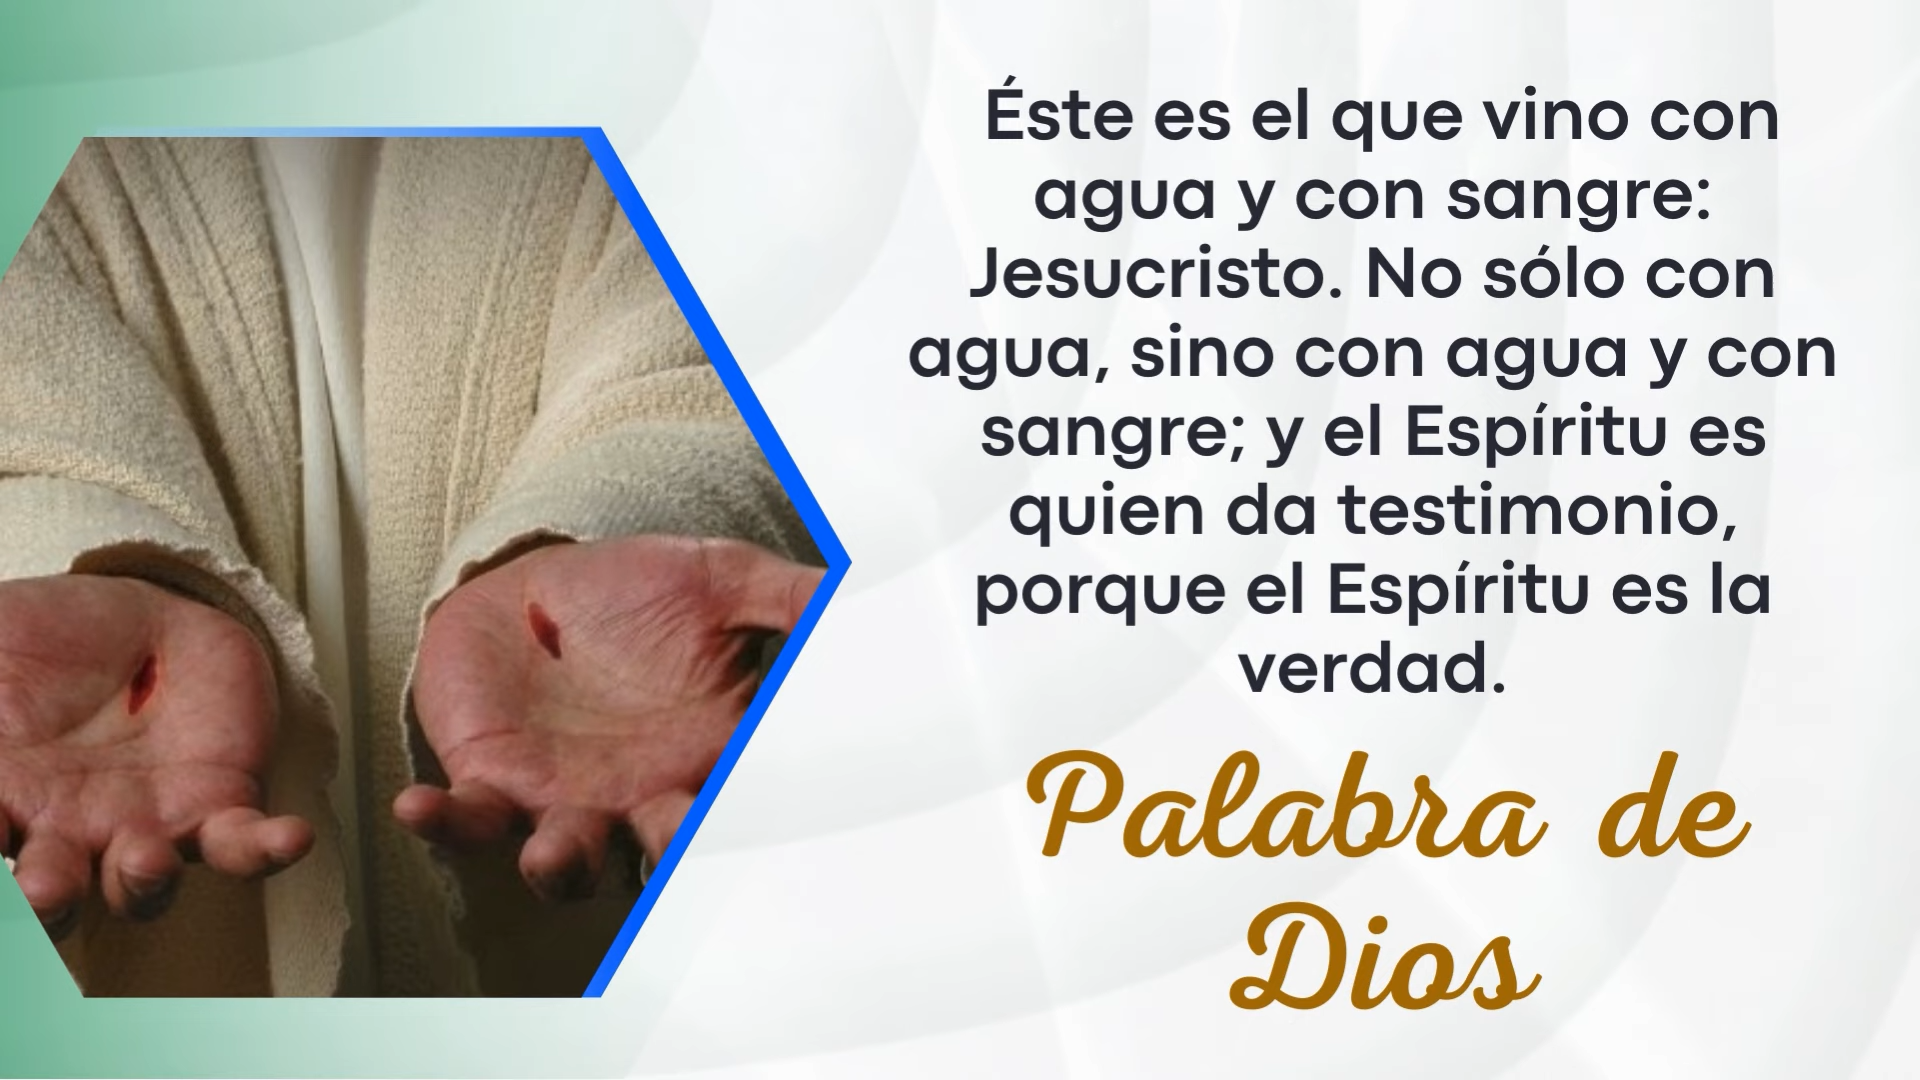 Éste es el que vino con
agua y con sangre:
Jesucristo. No sólo con
agua, sino con agua y con
sangre; y el Espíritu es
quien da testimonio,
porque el Espíritu es la
verdad.
Palabra de
Dios